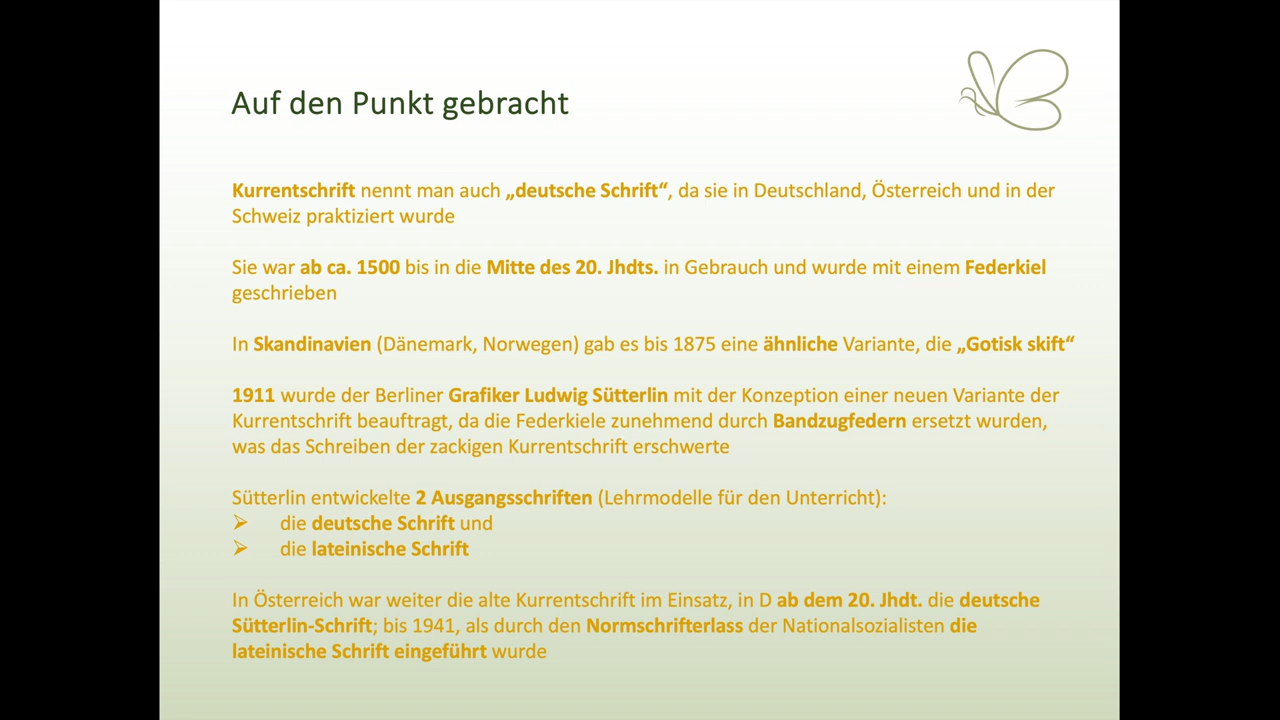 Auf den Punkt gebracht
Kurrentschrift nennt man auch „deutsche Schrift“, da sie in Deutschland, Österreich und in der
Schweiz praktiziert wurde
Sie war ab ca. 1500 bis in die Mitte des 20. Jhdts. in Gebrauch und wurde mit einem Federkiel
geschrieben
In Skandinavien (Dänemark, Norwegen) gab es bis 1875 eine ähnliche Variante, die „Gotisk skift“
1911 wurde der Berliner Grafiker Ludwig Sütterlin mit der Konzeption einer neuen Variante der
Kurrentschrift beauftragt, da die Federkiele zunehmend durch Bandzugfedern ersetzt wurden,
was das Schreiben der zackigen Kurrentschrift erschwerte
Sütterlin entwickelte 2 Ausgangsschriften (Lehrmodelle für den Unterricht):
➢ die deutsche Schrift und
➢ die lateinische Schrift
In Österreich war weiter die alte Kurrentschrift im Einsatz, in D ab dem 20. Jhdt. die deutsche
Sütterlin-Schrift; bis 1941, als durch den Normschrifterlass der Nationalsozialisten die
lateinische Schrift eingeführt wurde